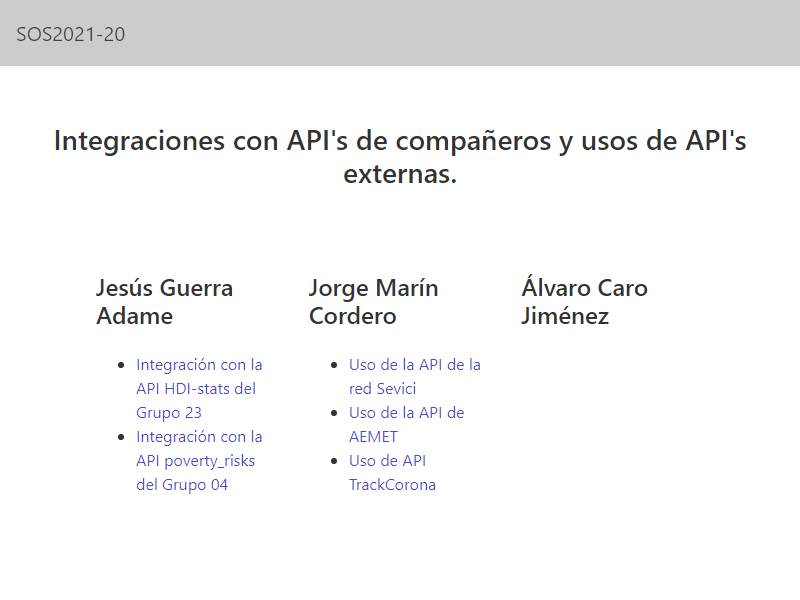 SOS2021-20
Integraciones con API's de compañeros y usos de API's
externas.
Jesús Guerra
Adame
Integración con la
API HDI-stats del
Grupo 23
Integración con la
API poverty_risks
del Grupo 04
Jorge Marín
Cordero
Uso de la API de la
red Sevici
Uso de la API de
AEMET
Uso de API
TrackCorona
Álvaro Caro
Jiménez